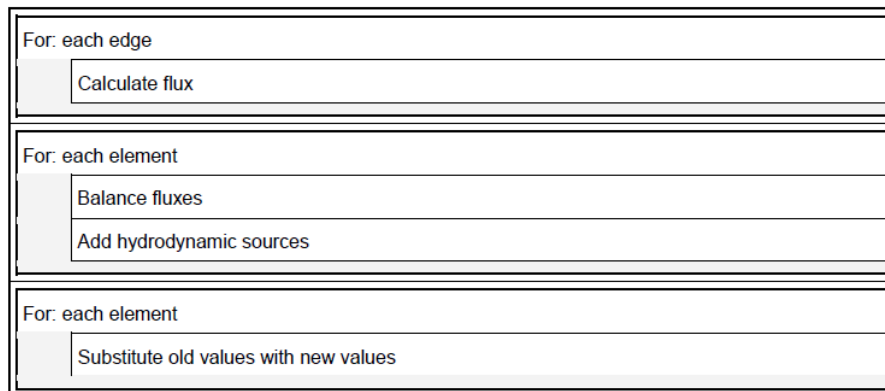 For: each edge
Calculate flux
For: each element
Balance fluxes
Add hydrodynamic sources
For: each element
Substitute old values with new values